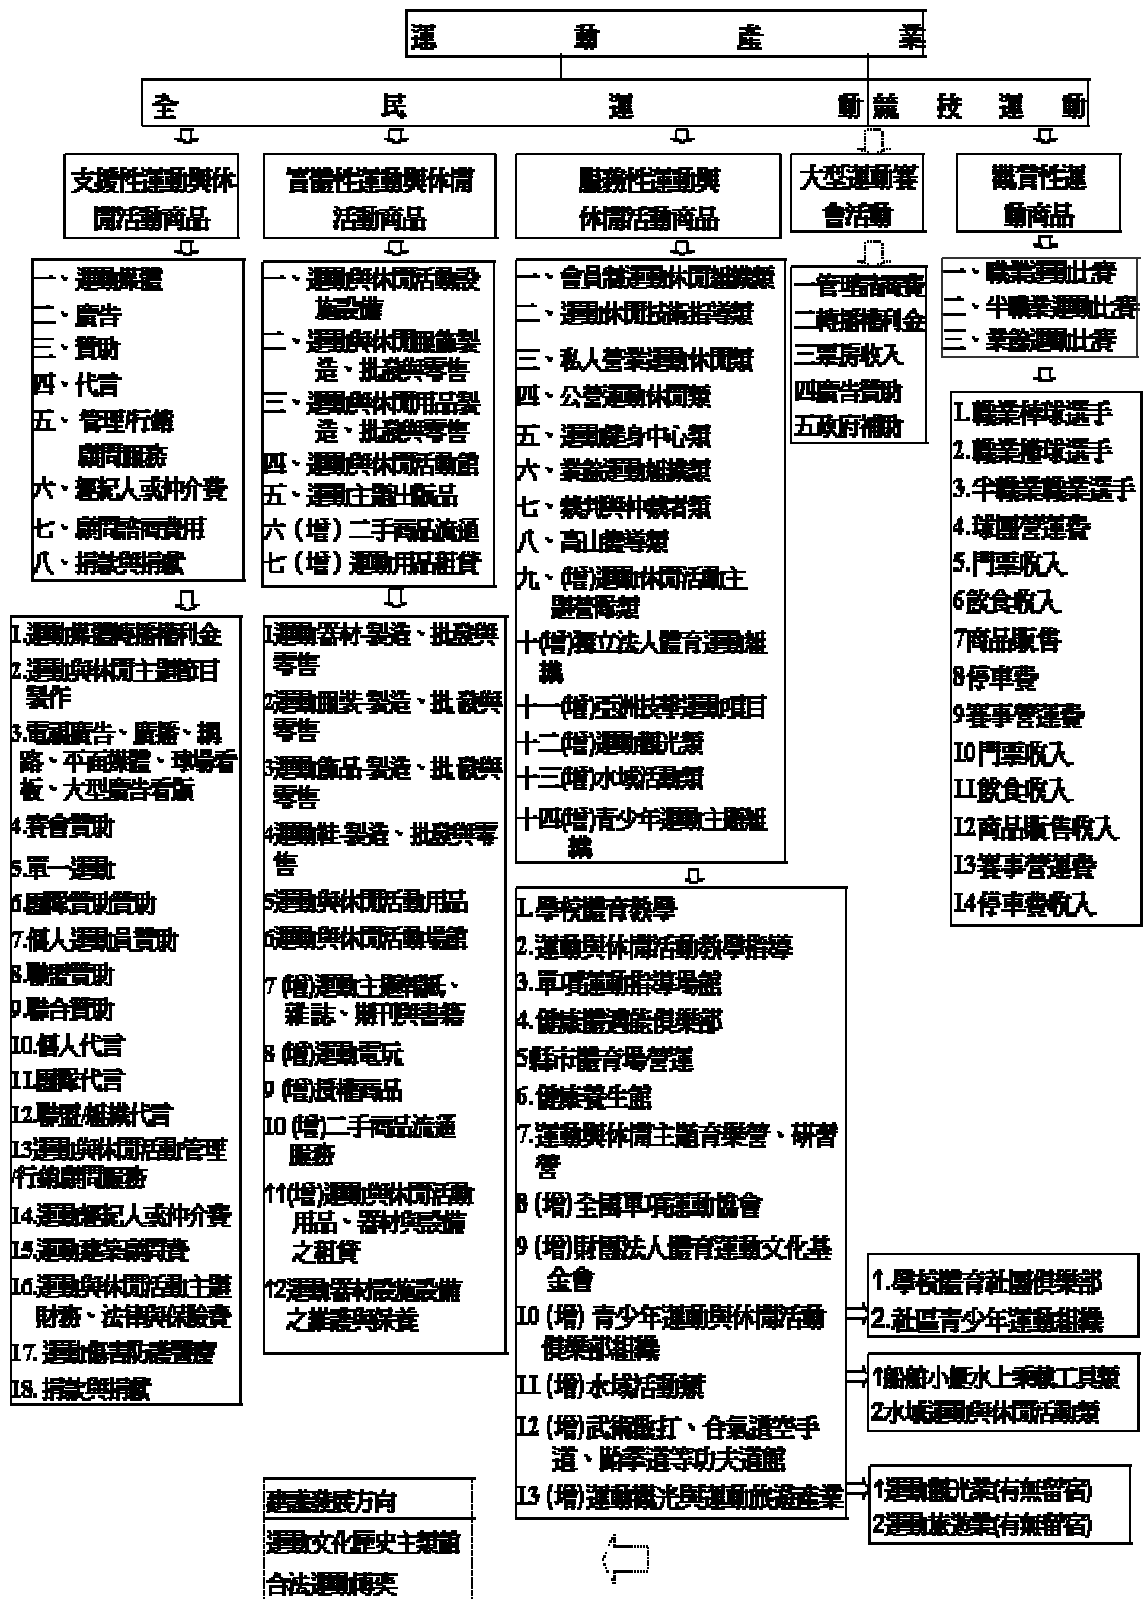 運動產業
全民運動
競技運動
支援性運動與休
閒活動商品
實體性運動與休閒
活動商品
服務性運動與
休閒活動商品
大型運動賽
會活動
觀賞性運
動商品
一、運動媒體
二、廣告
三、贊助
四、代言
五、管理/行銷
顧問服務
六、經紀人或仲介費
七、顧問諮商費用
八、捐款與捐獻
1.運動媒體轉播權利金
2.運動與休閒主題節目
製作
3.電視廣告、廣播、網
路、平面媒體、球場看
板、大型廣告看版
4.賽會贊助
5.單一運動
6.團隊贊助贊助
7.個人運動員贊助
8.聯盟贊助
9.聯合贊助
10.個人代言
11.團隊代言
12.聯盟/組織代言
13運動與休閒活動管理
/行銷顧問服務
14.運動經紀人或仲介費
15.運動建築顧問費
16.運動與休閒活動主題
財務、法律與保險費
17.運動傷害防護醫療
18.捐款與捐獻
一、運動與休閒活動設
施設備
二、運動與休閒服飾製
造、批發與零售
三、運動與休閒用品製
造、批發與零售
四、運動與休閒活動館
五、運動主題出版品
六（增）二手商品流通
七（增）運動用品租貸
1運動器材-製造、批發與
零售
2運動服裝-製造、批發與
零售
3運動飾品-製造、批發與
零售
4運動鞋-製造、批發與零
售
5運動與休閒活動用品
6運動與休閒活動場館
7 (增)運動主題報紙、
雜誌、期刊與書籍
8 (增)運動電玩
9 (增)授權商品
10 (增)二手商品流通
服務
11(增)運動與休閒活動
用品、器材與設備
之租貸
12運動器材設施設備
之維護與保養
建議發展方向
運動文化歷史主題館
合法運動博奕
一、會員制運動休閒組織類
二、運動休閒技術指導類
三、私人營業運動休閒類
四、公營運動休閒類
五、運動健身中心類
六、業餘運動組織類
七、裁判與仲裁者類
八、高山嚮導類
九、(增)運動休閒活動主
題營隊類
十(增)獨立法人體育運動組
織
十一(增)亞洲技擊運動項目
十二(增)運動觀光類
十三(增)水域活動類
十四(增)青少年運動主題組
織
1.學校體育教學
2.運動與休閒活動教學指導
3.單項運動指導場館
4.健康體適能俱樂部
5縣市體育場營運
6.健康養生館
7.運動與休閒主題育樂營、研習
營
8 (增)全國單項運動協會
9 (增)財團法人體育運動文化基
金會
10 (增) 青少年運動與休閒活動
俱樂部組織
11 (增)水域活動類
12 (增)武術散打、合氣道空手
道、跆拳道等功夫道館
13 (增)運動觀光與運動旅遊產業
1.學校體育社團俱樂部
2.社區青少年運動組織
1船舶小艇水上乘載工具類
2水域運動與休閒活動類
1運動觀光業(有無留宿)
2運動旅遊業(有無留宿)
一管理諮商費
二轉播權利金
三票房收入
四廣告贊助
五政府補助
一、職業運動比賽
二、半職業運動比賽
三、業餘運動比賽
1.職業棒球選手
2.職業棒球選手
3.半職業職業選手
4.球團營運費
5.門票收入
6飲食收入
7商品販售
8停車費
9賽事營運費
10門票收入
11飲食收入
12商品販售收入
13賽事營運費
14停車費收入